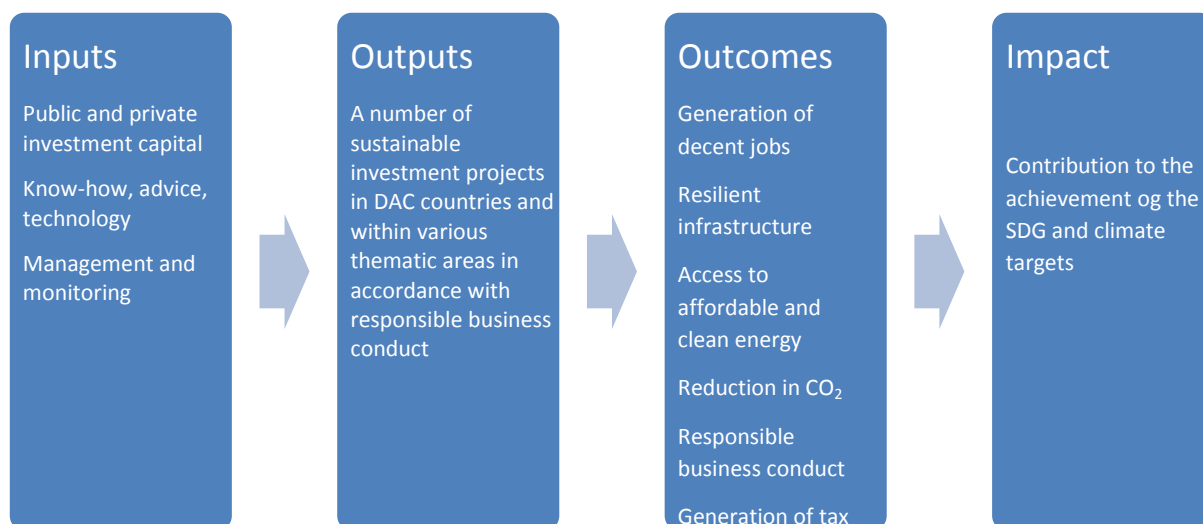 Inputs
Public and private
investment capital
Know-how, advice,
technology
Management and
monitoring
Outputs
A number of
sustainable
investment projects
in DAC countries and
within various
thematic areas in
accordance with
responsible business
conduct
Outcomes
Generation of
decent jobs
Resilient
infrastructure
Access to
affordable and
clean energy
Reduction in CO₂
Responsible
business conduct
Generation of tax
Impact
Contribution to the
achievement og the
SDG and climate
targets